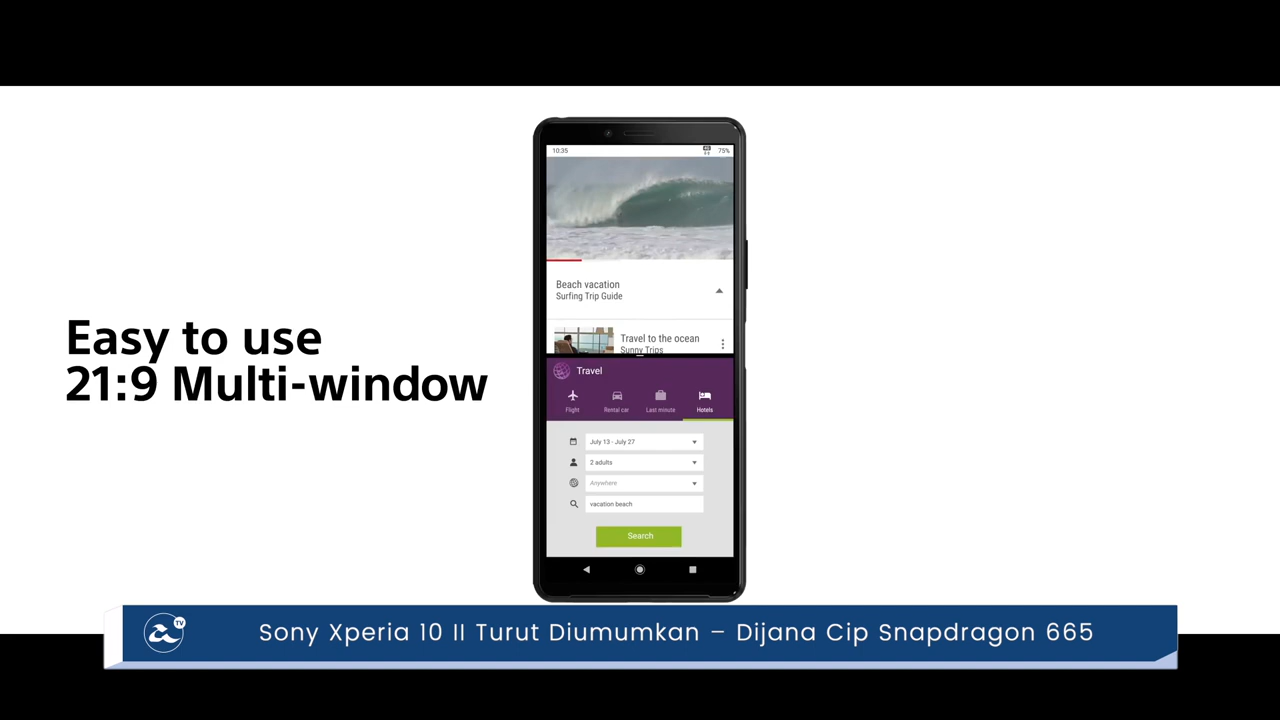 Easy to use
21:9 Multi-window
10:35
75%
Beach vacation
Surfing Trip Guide
Travel to the ocean
Sunny Trips
Travel
Flight
Rental car
Last minute
Hotels
July 13 - July 27
2 adults
Anywhere
vacation beach
Search
TV
Sony Xperia 10 II Turut Diumumkan – Dijana Cip Snapdragon 665